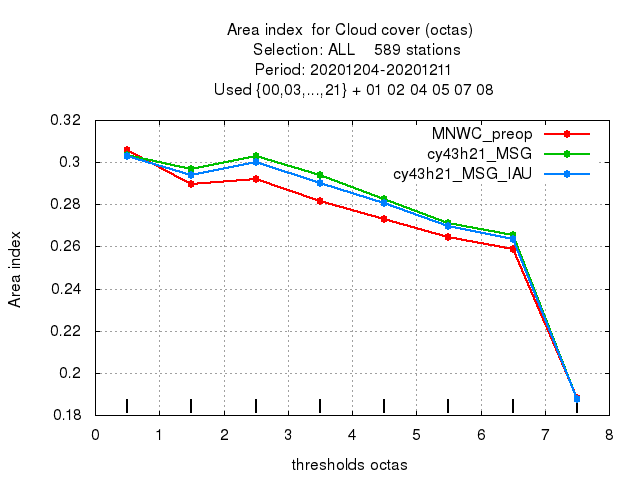 Area index  for Cloud cover (octas)
Selection: ALL    589 stations
Period: 20201204-20201211
Used {00,03,...,21} + 01 02 04 05 07 08
0.32
0.3
0.28
0.26
0.24
0.22
0.2
0.18
Area index
MNWC_preop
cy43h21_MSG
cy43h21_MSG_IAU
0 1 2 3 4 5 6 7 8
thresholds octas